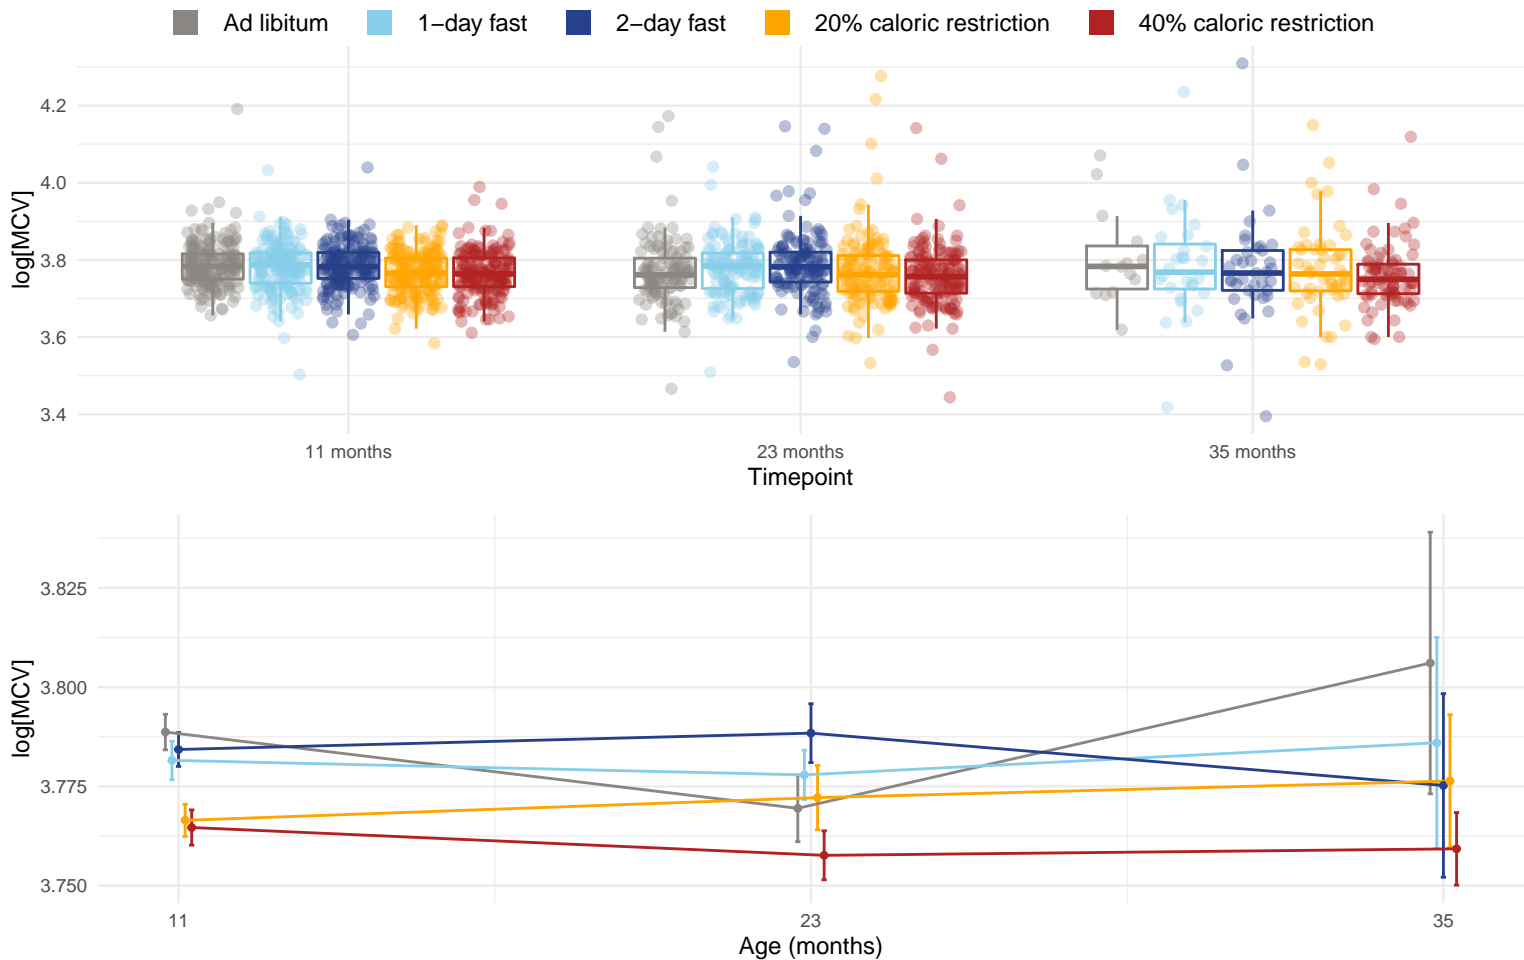 Ad libitum 1−day fast 2−day fast 20% caloric restriction 40% caloric restriction
4.2
4.0
3.8
3.6
3.4
log[MCV]
11 months 23 months 35 months
Timepoint
3.825
3.800
3.775
3.750
log[MCV]
11 23 35
Age (months)